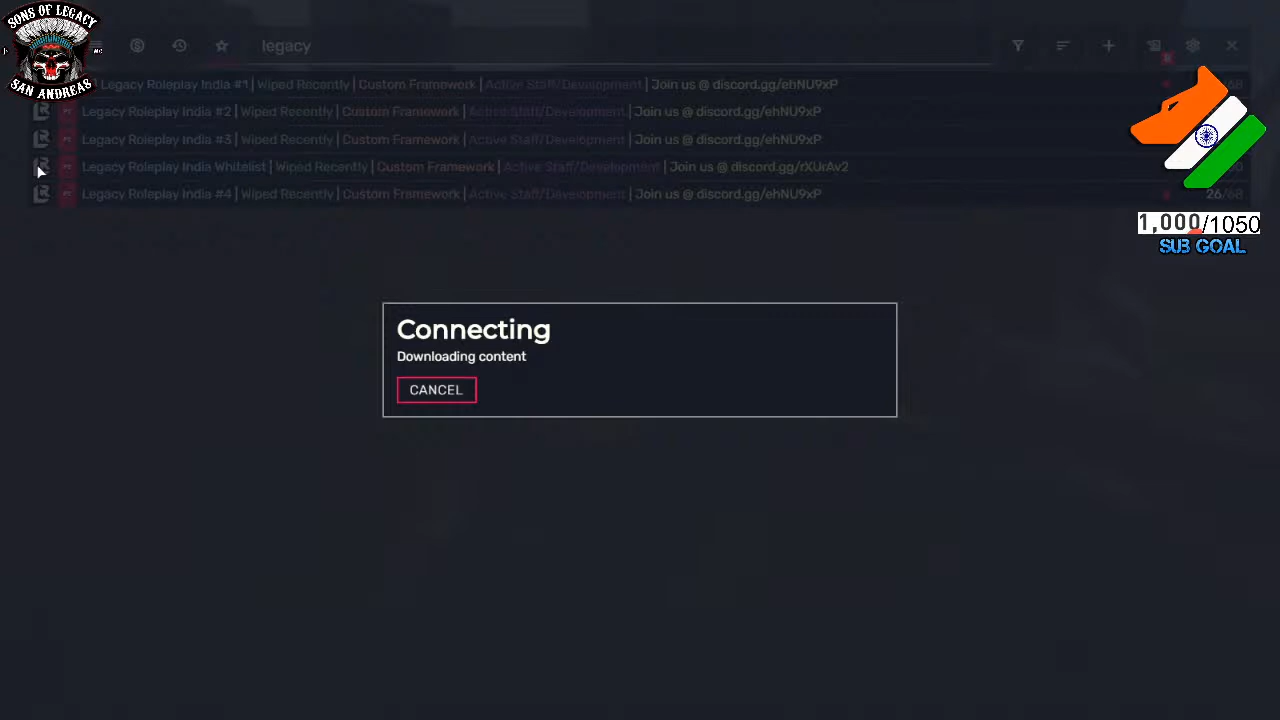 SONS OF LEGACY
SAN ANDREAS
MC
legacy
Legacy Roleplay India #1 | Wiped Recently | Custom Framework | Active Staff/Development | Join us @ discord.gg/ehNU9xP
Legacy Roleplay India #2 | Wiped Recently | Custom Framework | Active Staff/Development | Join us @ discord.gg/ehNU9xP
Legacy Roleplay India #3 | Wiped Recently | Custom Framework | Active Staff/Development | Join us @ discord.gg/ehNU9xP
Legacy Roleplay India Whitelist | Wiped Recently | Custom Framework | Active Staff/Development | Join us @ discord.gg/rXUrAv2
Legacy Roleplay India #4 | Wiped Recently | Custom Framework | Active Staff/Development | Join us @ discord.gg/ehNU9xP 26/68
1,000/1050
SUB GOAL
Connecting
Downloading content
CANCEL